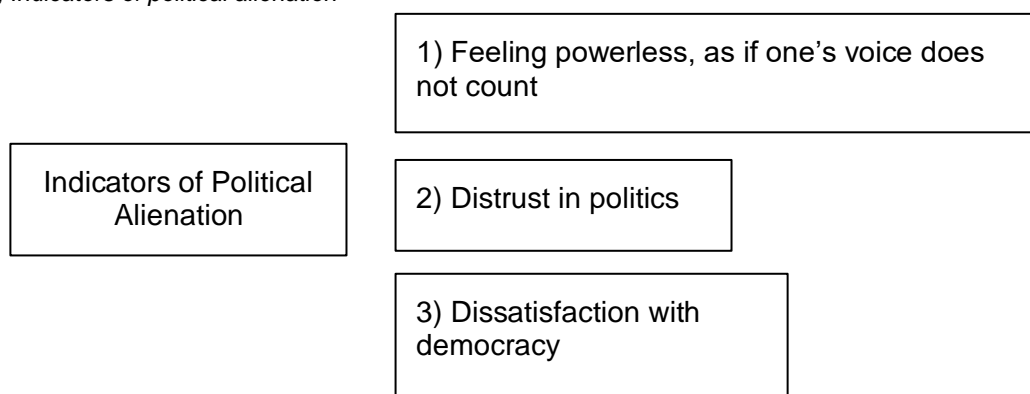 Indicators of political alienation
1) Feeling powerless, as if one’s voice does
not count
Indicators of Political
Alienation
2) Distrust in politics
3) Dissatisfaction with
democracy